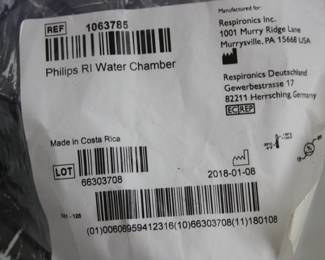 REF 1063785
Philips RI Water Chamber
Respironics Inc.
1001 Murry Ridge Lane
Murrysville, PA 15668 USA
Respironics Deutschland
Gewerbestrasse 17
82211 Herrsching, Germany
EC REP
Made in Costa Rica
LOT
66303708
2018-01-08
(01)00606959412316(10)66303708(11)180108